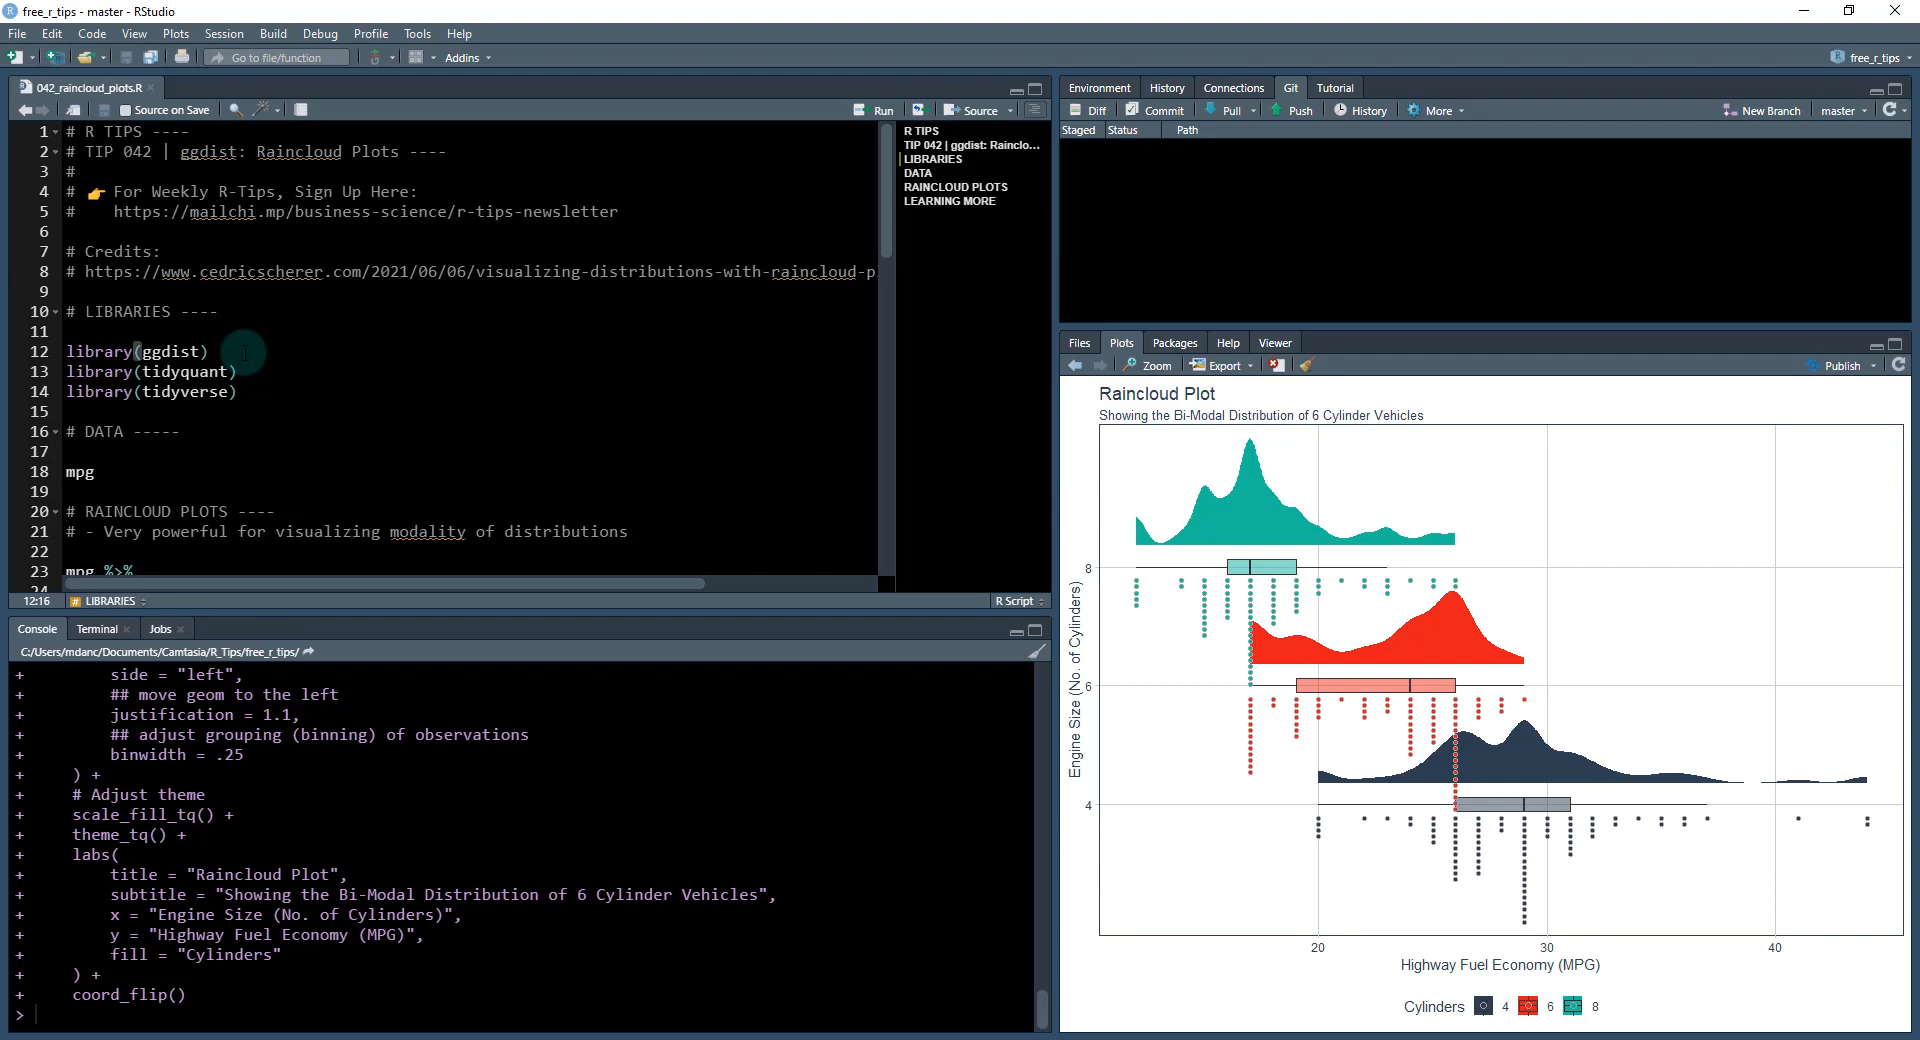 free_r_tips - master - RStudio
File Edit Code View Plots Session Build Debug Profile Tools Help
Go to file/function Addins free_r_tips
042_raincloud_plots.R
Source on Save Run Source
1 # R TIPS ----
2 # TIP 042 | ggdist: Raincloud Plots ----
3 #
4 # 👉 For Weekly R-Tips, Sign Up Here:
5 # https://mailchi.mp/business-science/r-tips-newsletter
6
7 # Credits:
8 # https://www.cedricscherer.com/2021/06/06/visualizing-distributions-with-raincloud-p
9
10 # LIBRARIES ----
11
12 library(ggdist)
13 library(tidyquant)
14 library(tidyverse)
15
16 # DATA -----
17
18 mpg
19
20 # RAINCLOUD PLOTS ----
21 # - Very powerful for visualizing modality of distributions
22
23 mpg %>%
24
R TIPS
TIP 042 | ggdist: Rainclo...
LIBRARIES
DATA
RAINCLOUD PLOTS
LEARNING MORE
12:16 # LIBRARIES R Script
Console Terminal Jobs
C:/Users/mdanc/Documents/Camtasia/R_Tips/free_r_tips/
+ side = "left",
+ ## move geom to the left
+ justification = 1.1,
+ ## adjust grouping (binning) of observations
+ binwidth = .25
+ ) +
+ # Adjust theme
+ scale_fill_tq() +
+ theme_tq() +
+ labs(
+ title = "Raincloud Plot",
+ subtitle = "Showing the Bi-Modal Distribution of 6 Cylinder Vehicles",
+ x = "Engine Size (No. of Cylinders)",
+ y = "Highway Fuel Economy (MPG)",
+ fill = "Cylinders"
+ ) +
+ coord_flip()
>
Environment History Connections Git Tutorial
Diff Commit Pull Push History More New Branch master
Staged Status Path
Files Plots Packages Help Viewer
Zoom Export Publish
Raincloud Plot
Showing the Bi-Modal Distribution of 6 Cylinder Vehicles
Engine Size (No. of Cylinders)
8
6
4
20 30 40
Highway Fuel Economy (MPG)
Cylinders 4 6 8